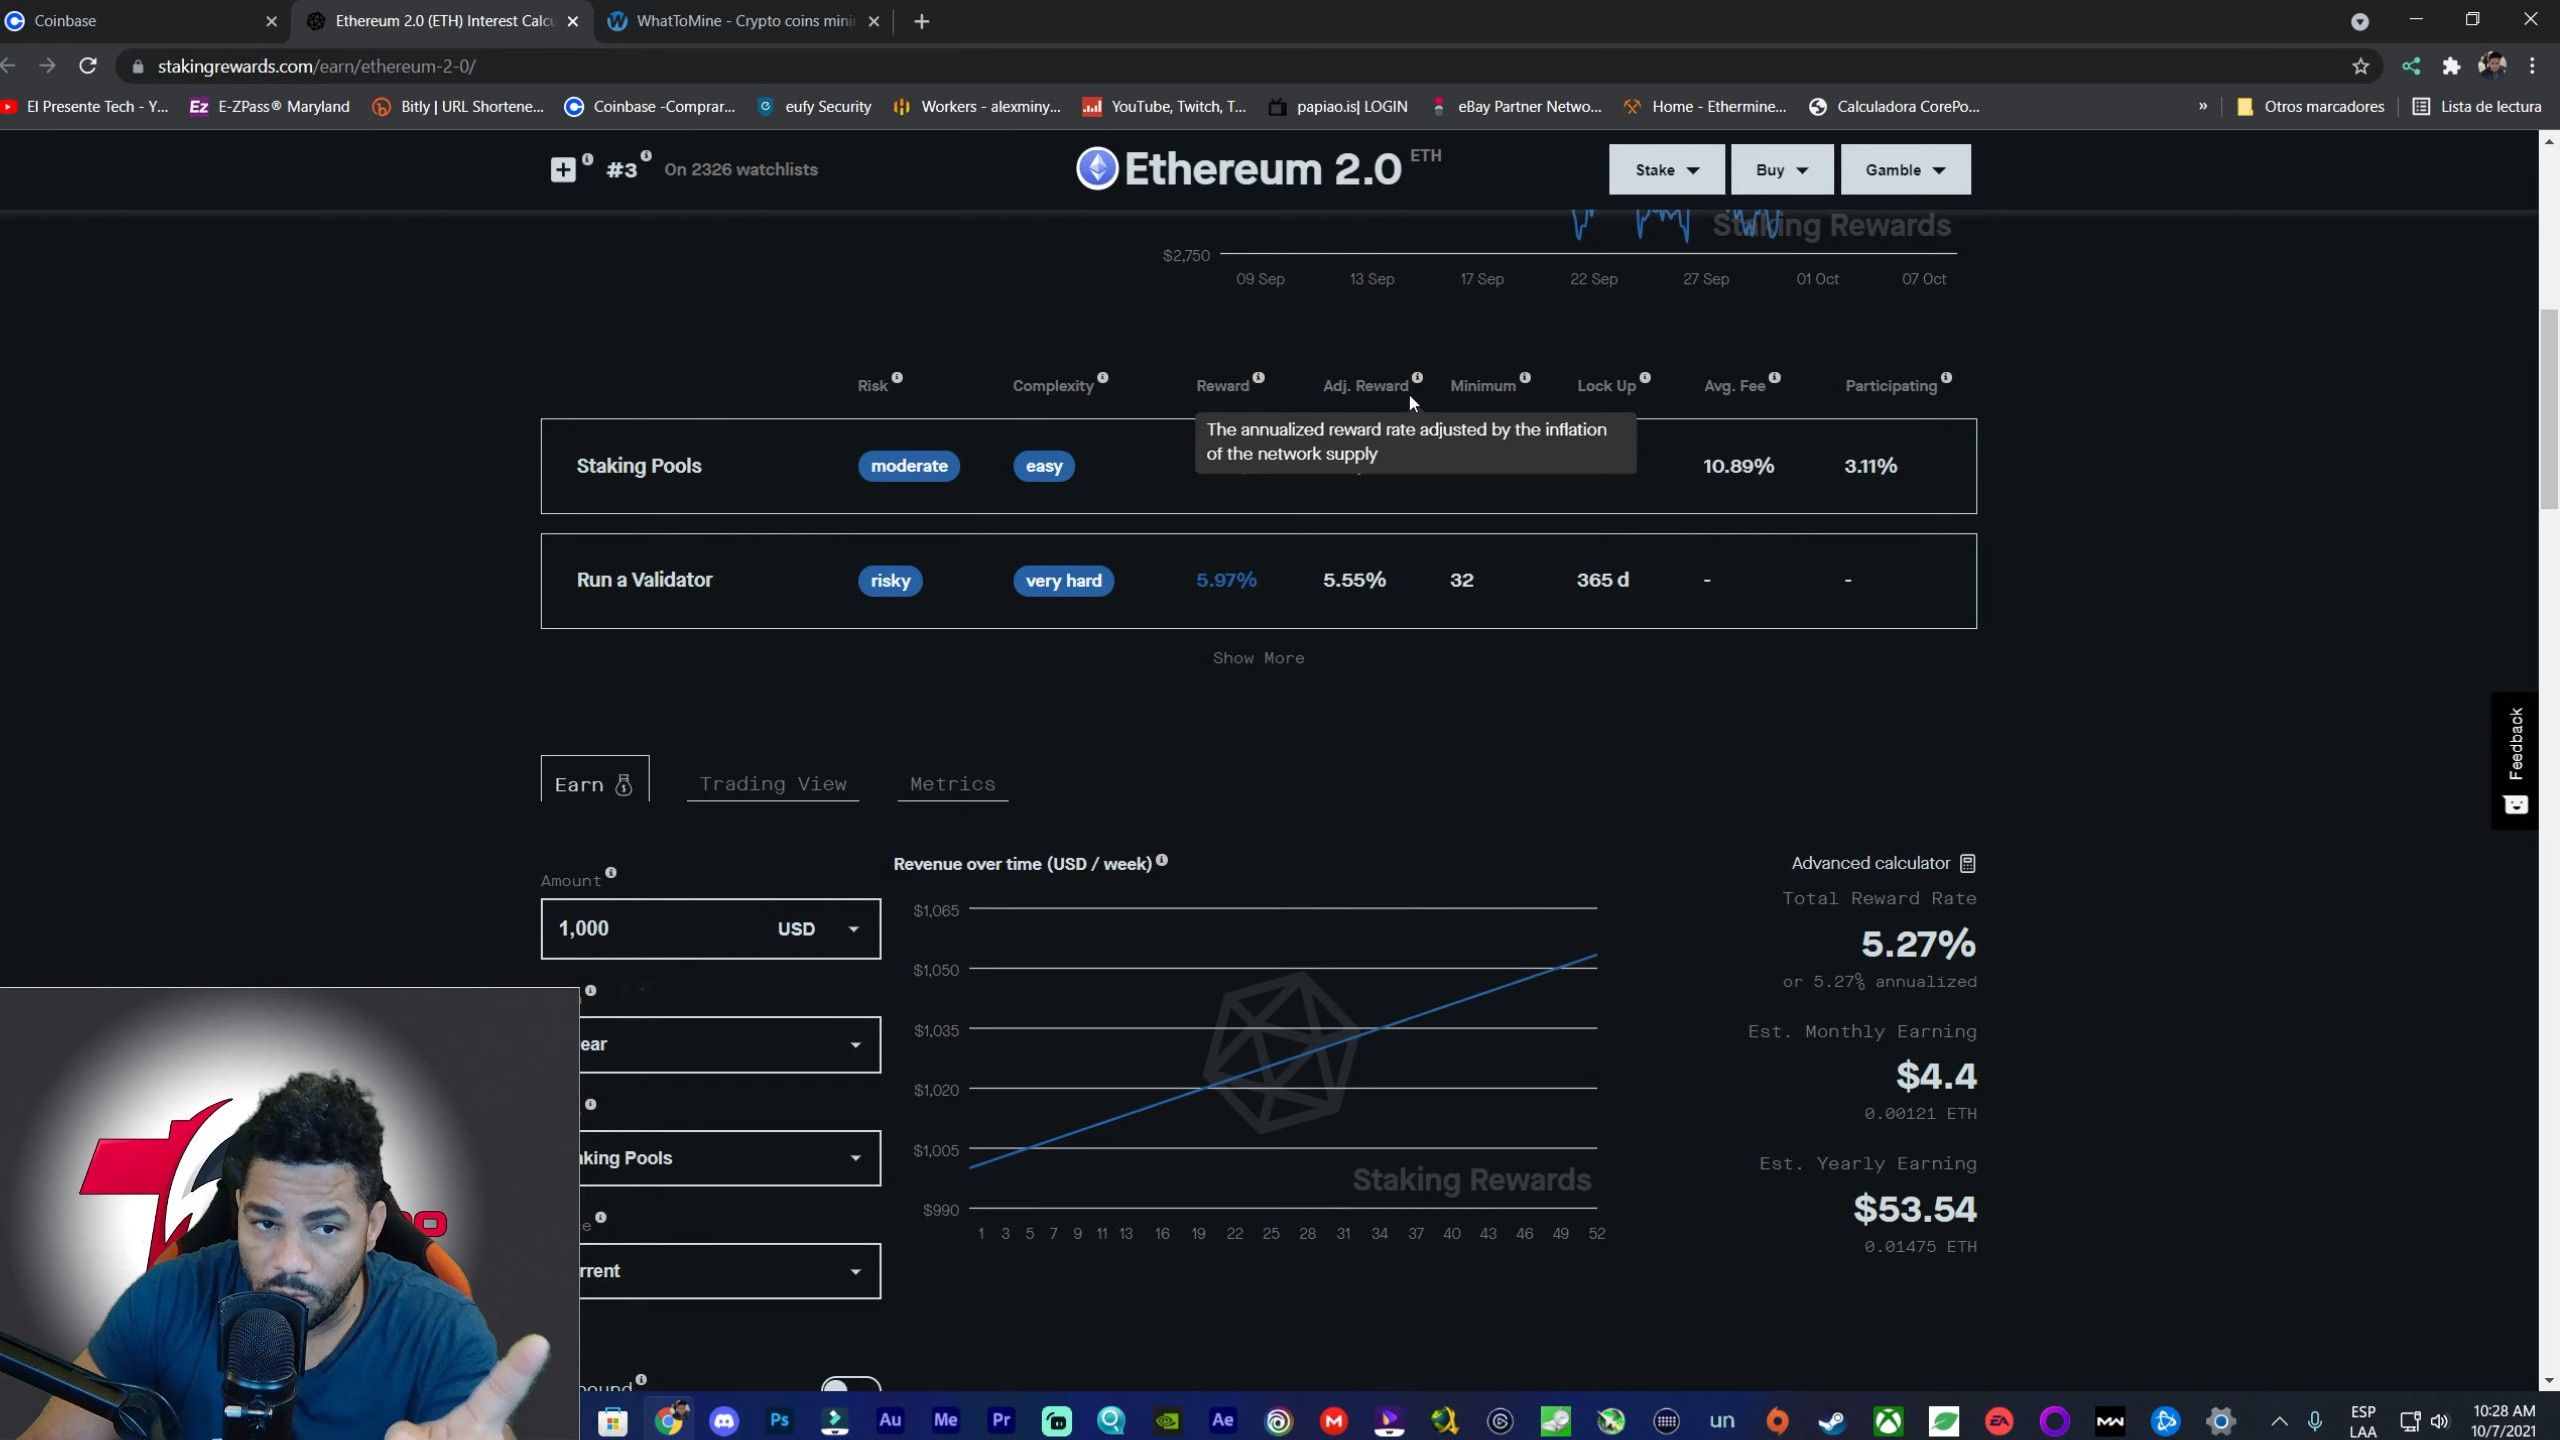 Coinbase
Ethereum 2.0 (ETH) Interest Calc
WhatToMine - Crypto coins mini
stakingrewards.com/earn/ethereum-2-0/
El Presente Tech - Y...
E-ZPass® Maryland
Bitly | URL Shortene...
Coinbase -Comprar...
eufy Security
Workers - alexminy...
YouTube, Twitch, T...
papiao.is| LOGIN
eBay Partner Netwo...
Home - Ethermine...
Calculadora CorePo...
»
Otros marcadores
Lista de lectura
#3
On 2326 watchlists
Ethereum 2.0 ETH
Stake
Buy
Gamble
Staking Rewards
$2,750
09 Sep 13 Sep 17 Sep 22 Sep 27 Sep 01 Oct 07 Oct
Risk Complexity Reward Adj. Reward Minimum Lock Up Avg. Fee Participating
The annualized reward rate adjusted by the inflation
of the network supply
Staking Pools moderate easy 10.89% 3.11%
Run a Validator risky very hard 5.97% 5.55% 32 365 d - -
Show More
Feedback
Earn
Trading View
Metrics
Revenue over time (USD / week)
Advanced calculator
Amount
1,000 USD
ear
king Pools
rrent
$1,065
$1,050
$1,035
$1,020
$1,005
$990
Staking Rewards
1 3 5 7 9 11 13 16 19 22 25 28 31 34 37 40 43 46 49 52
Total Reward Rate
5.27%
or 5.27% annualized
Est. Monthly Earning
$4.4
0.00121 ETH
Est. Yearly Earning
$53.54
0.01475 ETH
Ps
Au
Me
Pr
Ae
un
EA
MW
ESP
LAA
10:28 AM
10/7/2021